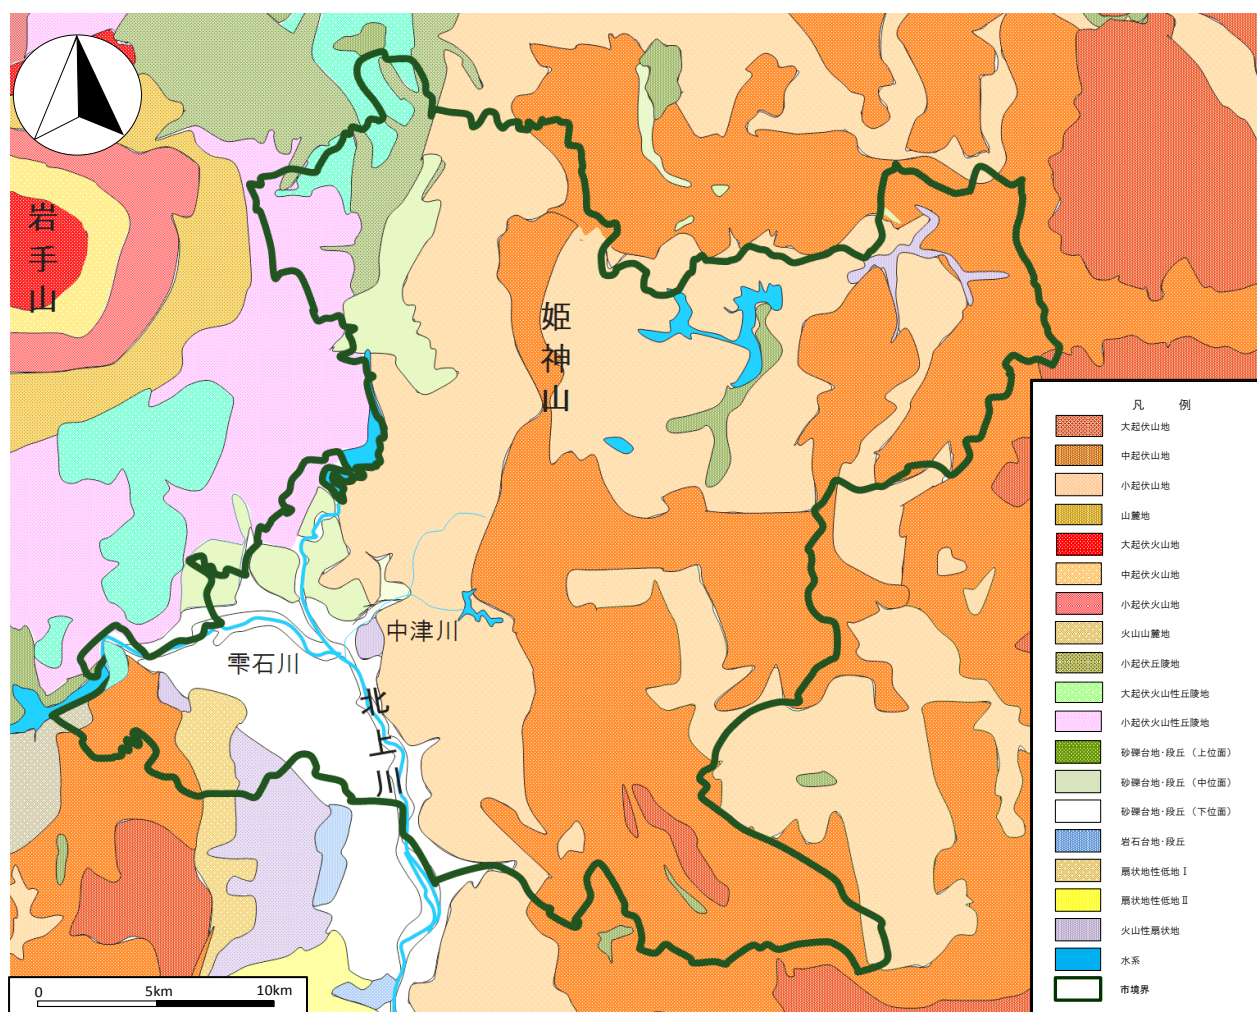 岩手山
姫神山
中津川
雫石川
北上川
凡 例
大起伏山地
中起伏山地
小起伏山地
山麓地
大起伏火山地
中起伏火山地
小起伏火山地
火山山麓地
小起伏丘陵地
大起伏火山性丘陵地
小起伏火山性丘陵地
砂礫台地・段丘（上位面）
砂礫台地・段丘（中位面）
砂礫台地・段丘（下位面）
岩石台地・段丘
扇状地性低地Ⅰ
扇状地性低地Ⅱ
火山性扇状地
水系
市境界
0 5km 10km